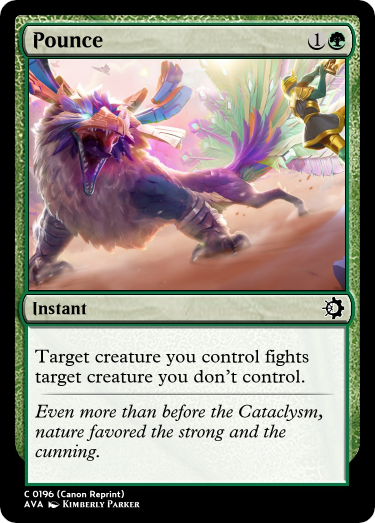 Pounce 1
Instant
Target creature you control fights
target creature you don't control.
Even more than before the Cataclysm,
nature favored the strong and the
cunning.
C 0196 (Canon Reprint)
AVA Kimberly Parker